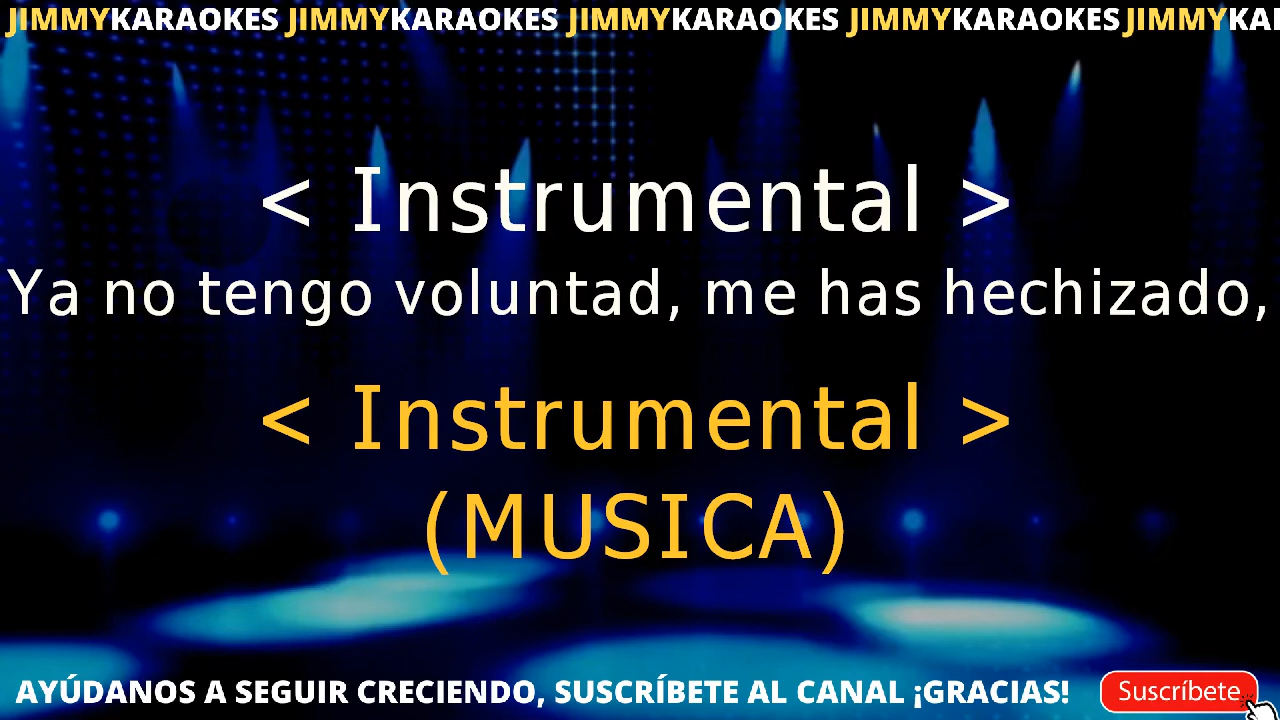 JIMMYKARAOKES JIMMYKARAOKES JIMMYKARAOKES JIMMYKARAOKES JIMMYKA
< Instrumental >
Ya no tengo voluntad, me has hechizado,
< Instrumental >
(MUSICA)
AYÚDANOS A SEGUIR CRECIENDO, SUSCRÍBETE AL CANAL ¡GRACIAS! Suscríbete